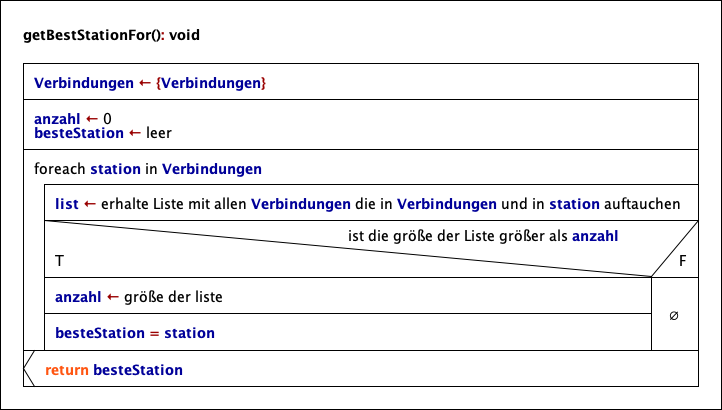 getBestStationFor(): void
Verbindungen ← {Verbindungen}
anzahl ← 0
besteStation ← leer
foreach station in Verbindungen
list ← erhalte Liste mit allen Verbindungen die in Verbindungen und in station auftauchen
ist die größe der Liste größer als anzahl
T F
anzahl ← größe der liste
∅
besteStation = station
return besteStation